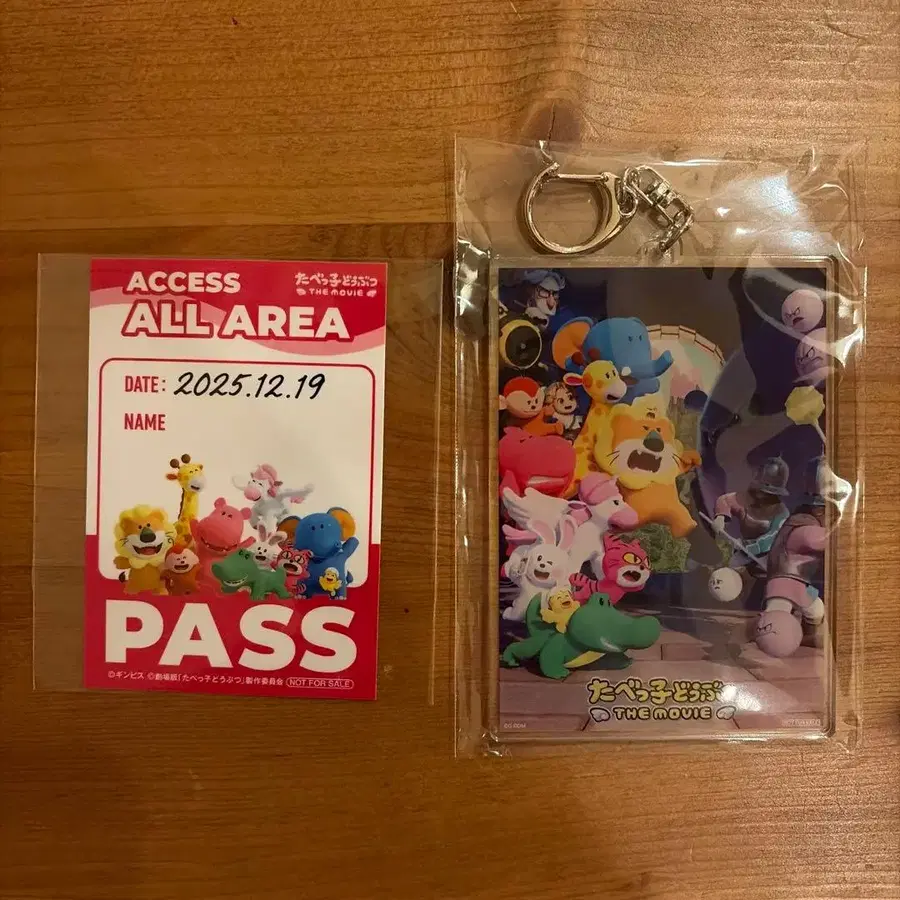 ACCESS
たべっ子どうぶつ
THE MOVIE
ALL AREA
DATE: 2025.12.19
NAME
PASS
©ギンビス ©劇場版「たべっ子どうぶつ」製作委員会 NOT FOR SALE
たべっ子どうぶつ
THE MOVIE